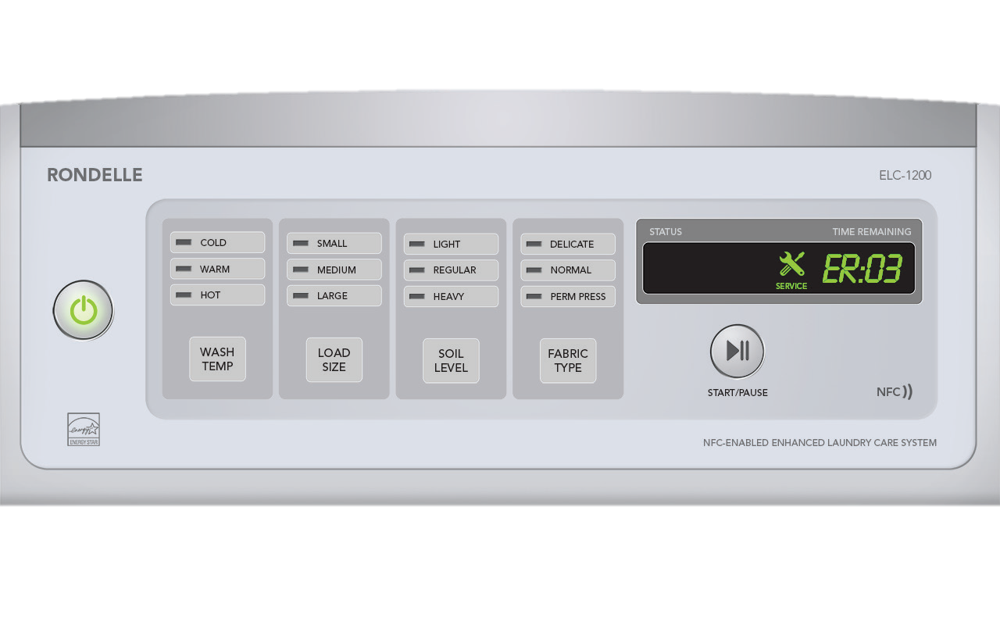 RONDELLE
ELC-1200
COLD
WARM
HOT
WASH
TEMP
SMALL
MEDIUM
LARGE
LOAD
SIZE
LIGHT
REGULAR
HEAVY
SOIL
LEVEL
DELICATE
NORMAL
PERM PRESS
FABRIC
TYPE
STATUS
TIME REMAINING
SERVICE
ER:03
START/PAUSE
NFC
energy
ENERGY STAR
NFC-ENABLED ENHANCED LAUNDRY CARE SYSTEM